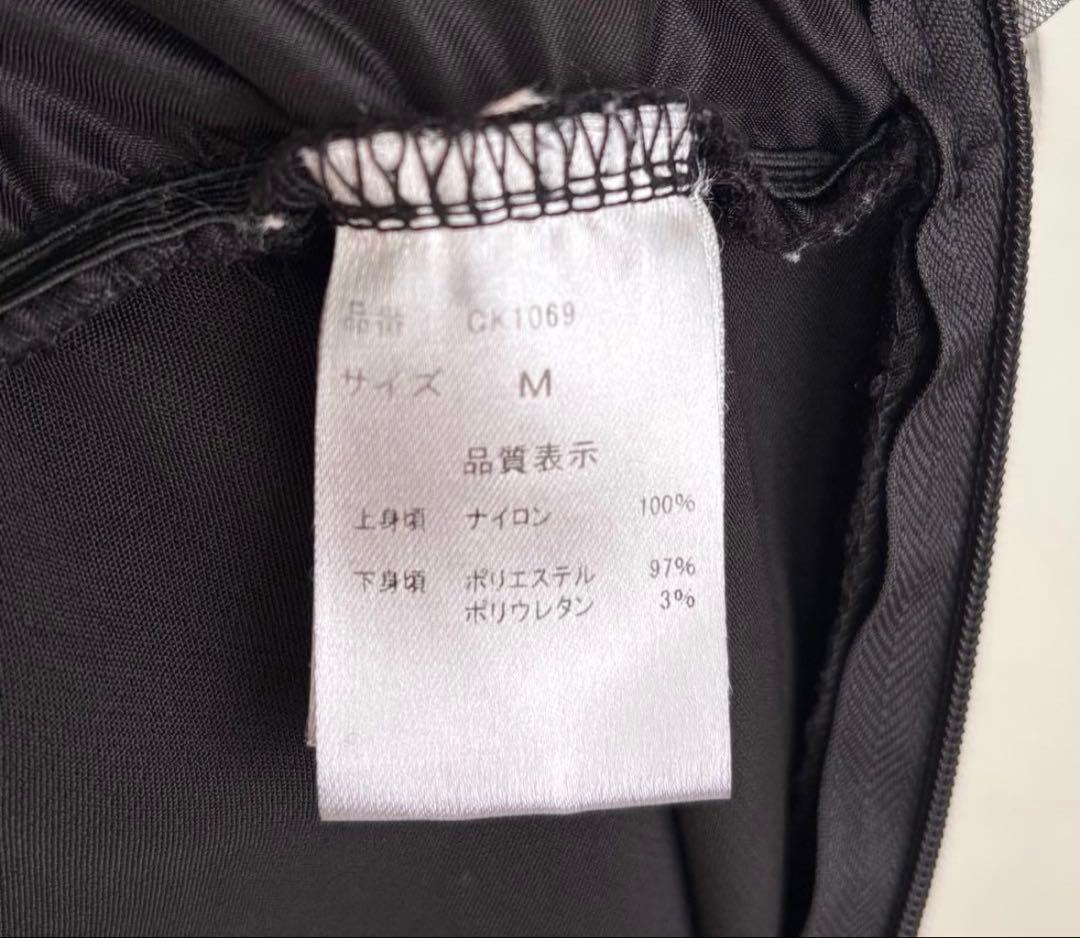 品番 CK1069
サイズ M
品質表示
上身頃 ナイロン 100%
下身頃 ポリエステル 97%
ポリウレタン 3%